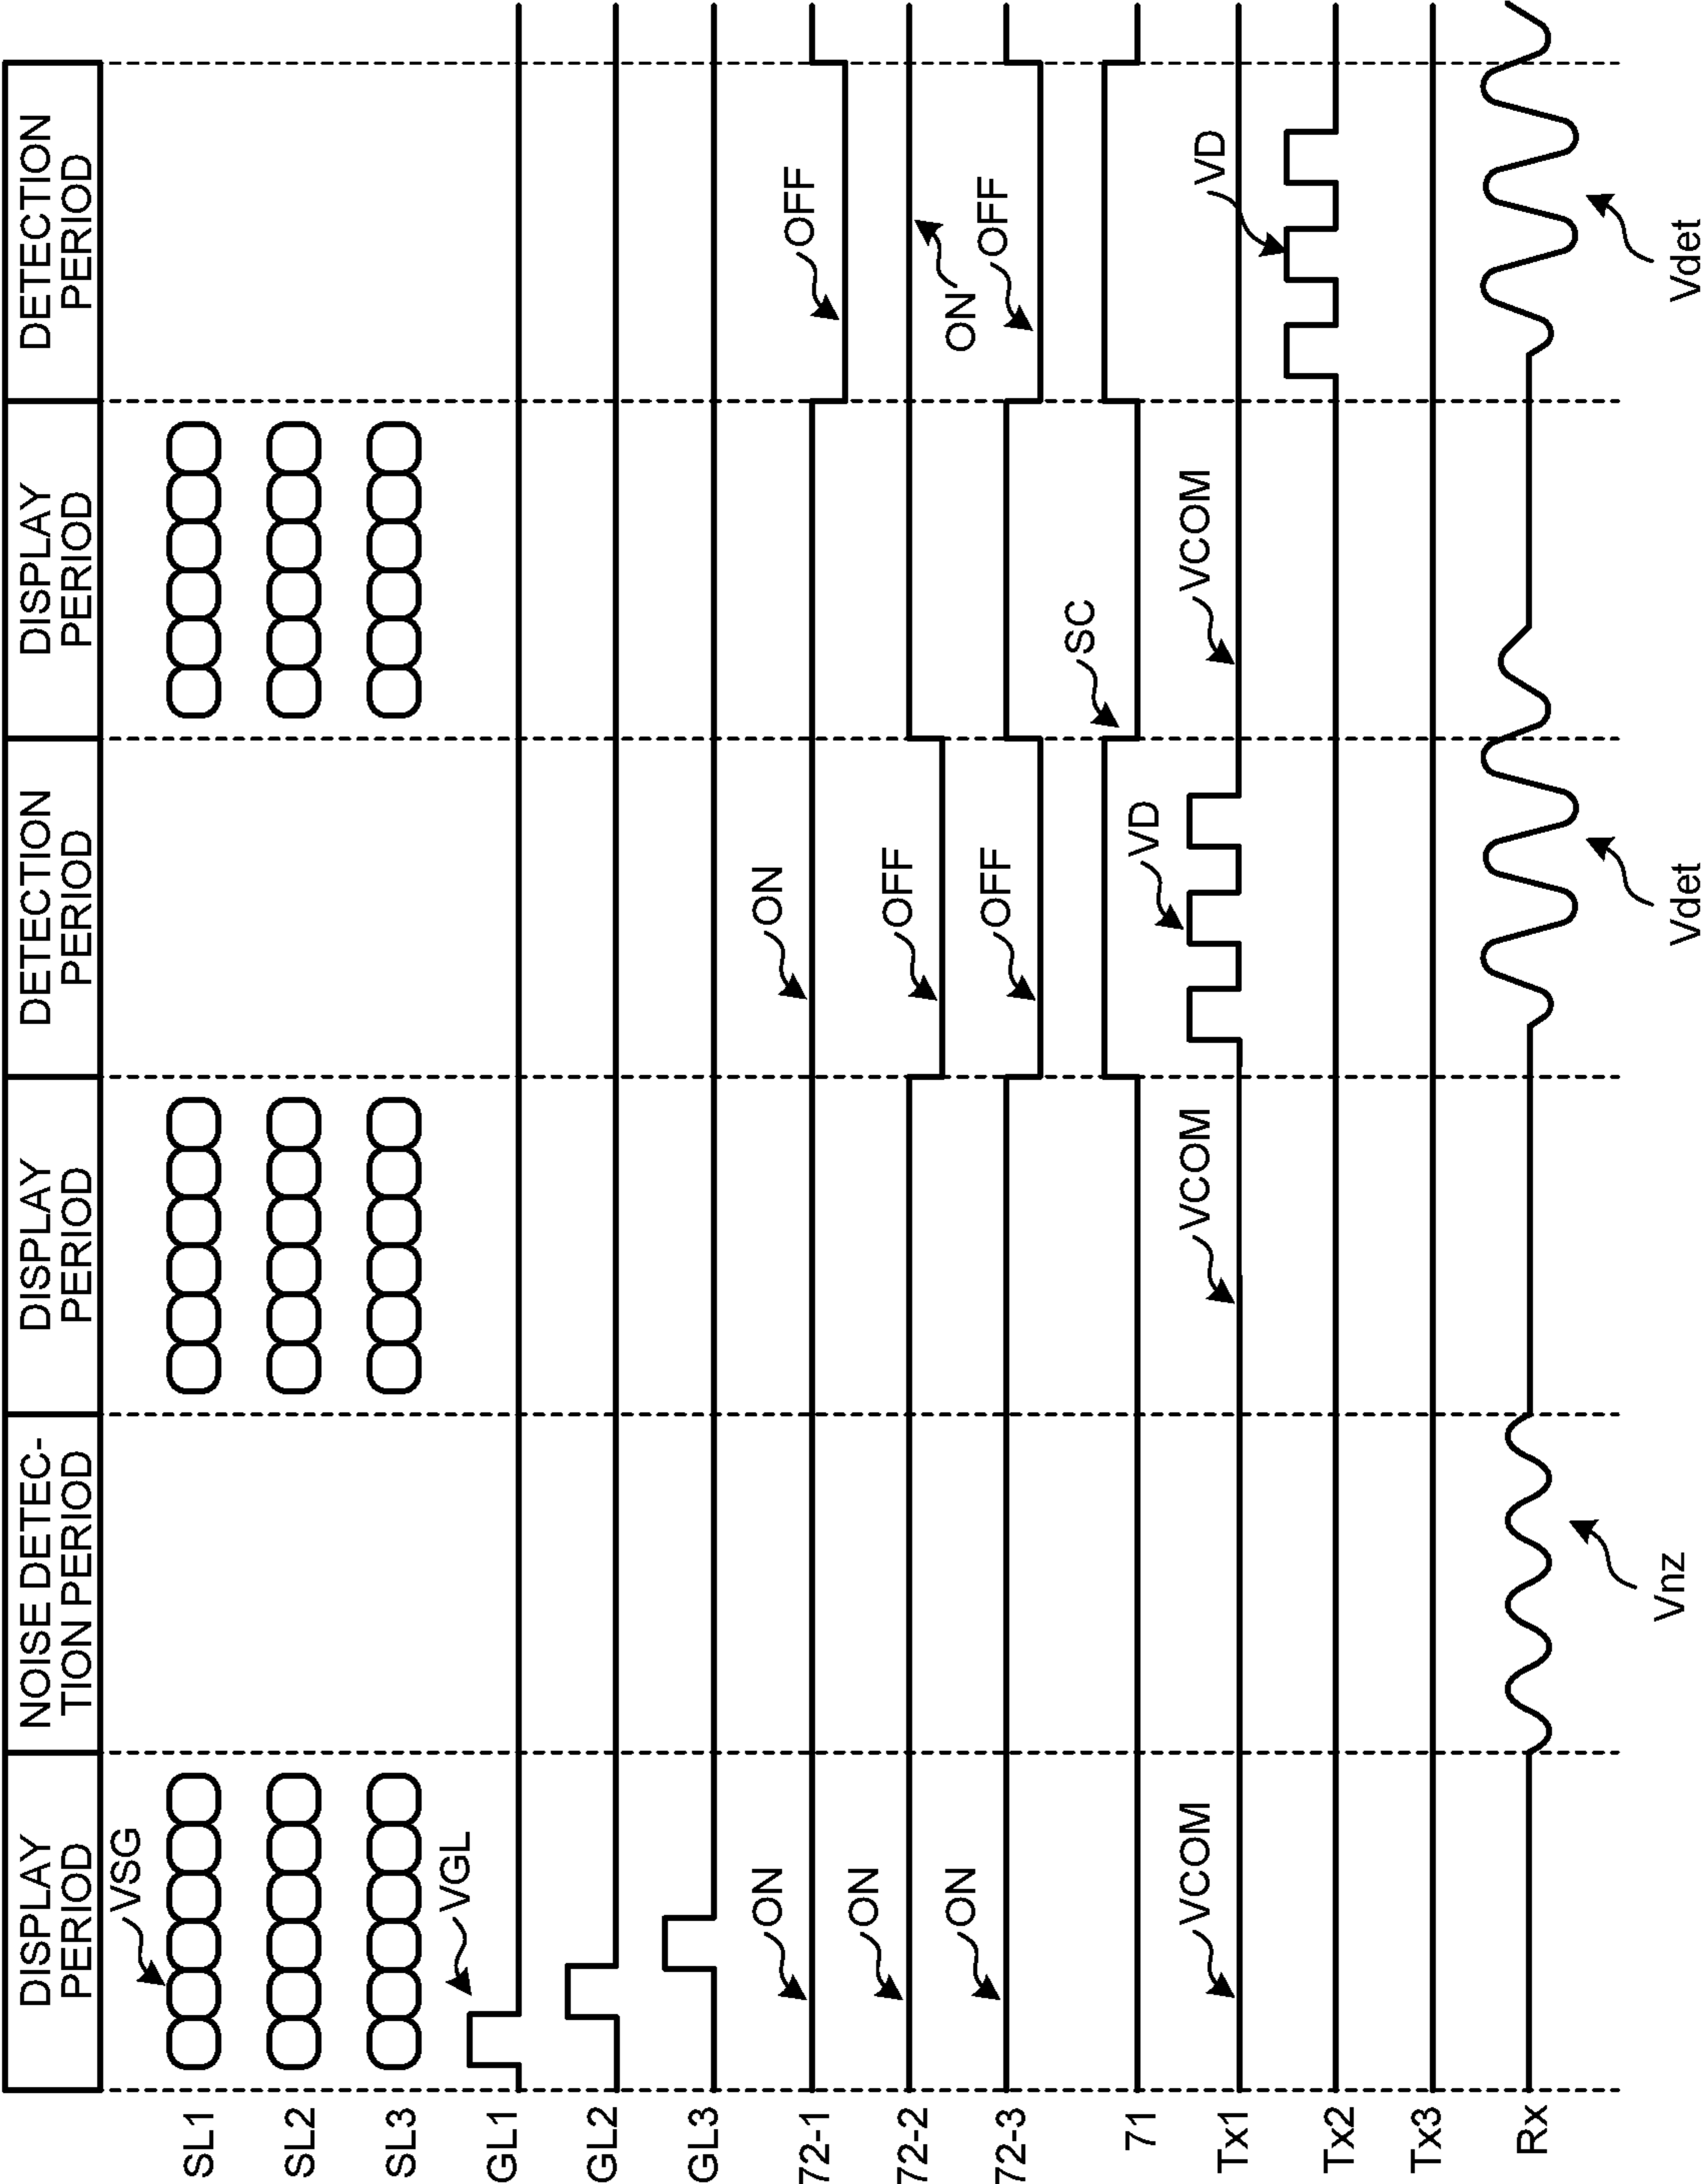 DISPLAY
PERIOD
NOISE DETEC-
TION PERIOD
DISPLAY
PERIOD
DETECTION
PERIOD
DISPLAY
PERIOD
DETECTION
PERIOD
VSG
SL1
SL2
SL3
VGL
GL1
GL2
GL3
ON
ON
OFF
72-1
ON
OFF
ON
72-2
ON
OFF
OFF
72-3
SC
71
VCOM
VCOM
VD
VCOM
VD
Tx1
Tx2
Tx3
Rx
Vnz
Vdet
Vdet